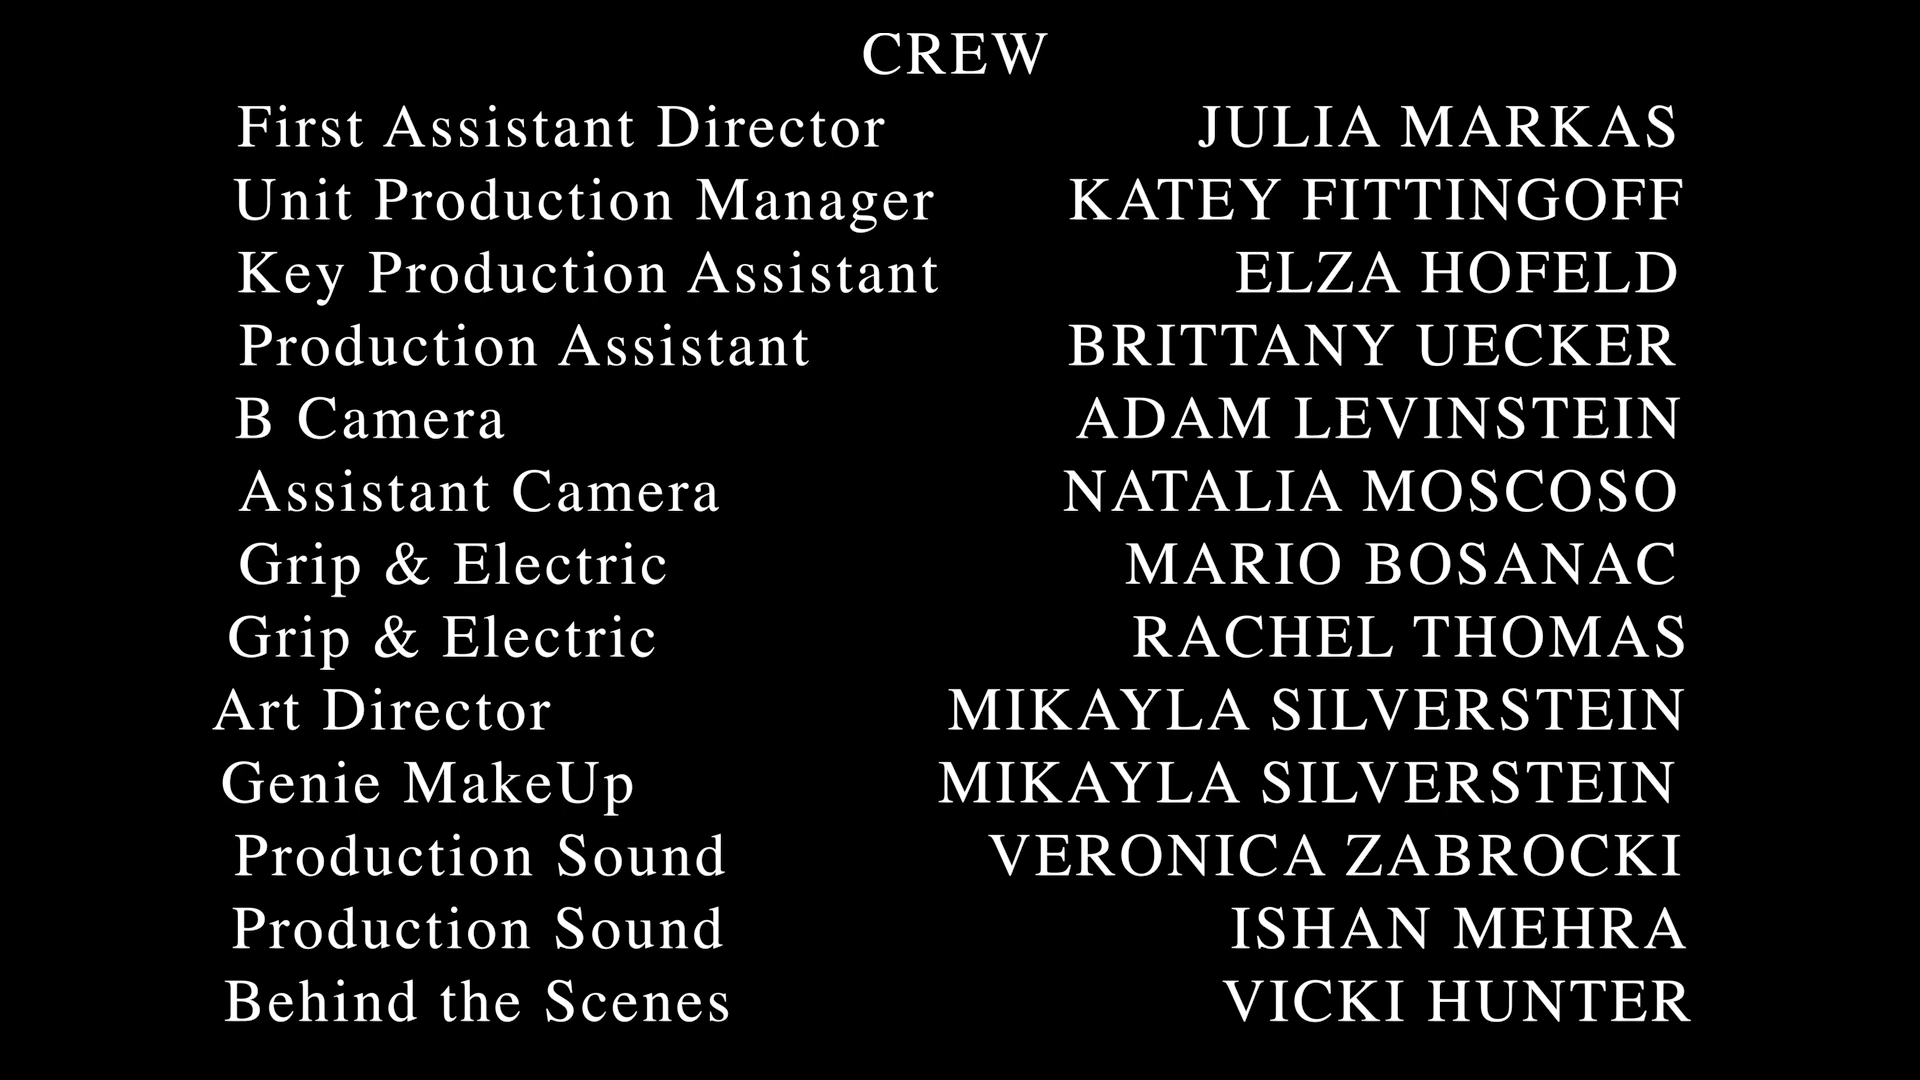 CREW
First Assistant Director JULIA MARKAS
Unit Production Manager KATEY FITTINGOFF
Key Production Assistant ELZA HOFELD
Production Assistant BRITTANY UECKER
B Camera ADAM LEVINSTEIN
Assistant Camera NATALIA MOSCOSO
Grip & Electric MARIO BOSANAC
Grip & Electric RACHEL THOMAS
Art Director MIKAYLA SILVERSTEIN
Genie MakeUp MIKAYLA SILVERSTEIN
Production Sound VERONICA ZABROCKI
Production Sound ISHAN MEHRA
Behind the Scenes VICKI HUNTER